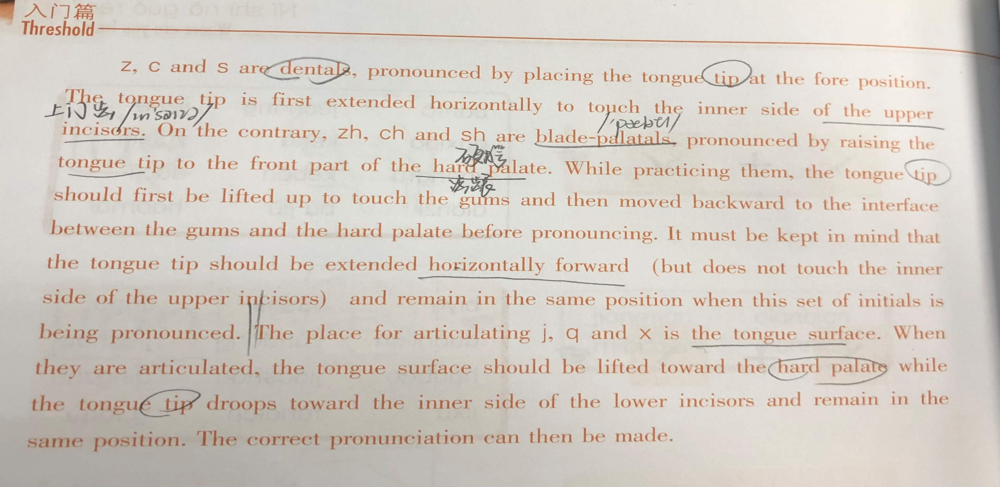 入门篇
Threshold
z, c and s are dentals, pronounced by placing the tongue tip at the fore position.
The tongue tip is first extended horizontally to touch the inner side of the upper
上门齿
incisors. On the contrary, zh, ch and sh are blade-palatals, pronounced by raising the
硬腭
tongue tip to the front part of the hard palate. While practicing them, the tongue tip
should first be lifted up to touch the gums and then moved backward to the interface
between the gums and the hard palate before pronouncing. It must be kept in mind that
the tongue tip should be extended horizontally forward (but does not touch the inner
side of the upper incisors) and remain in the same position when this set of initials is
being pronounced. The place for articulating j, q and x is the tongue surface. When
they are articulated, the tongue surface should be lifted toward the hard palate while
the tongue tip droops toward the inner side of the lower incisors and remain in the
same position. The correct pronunciation can then be made.